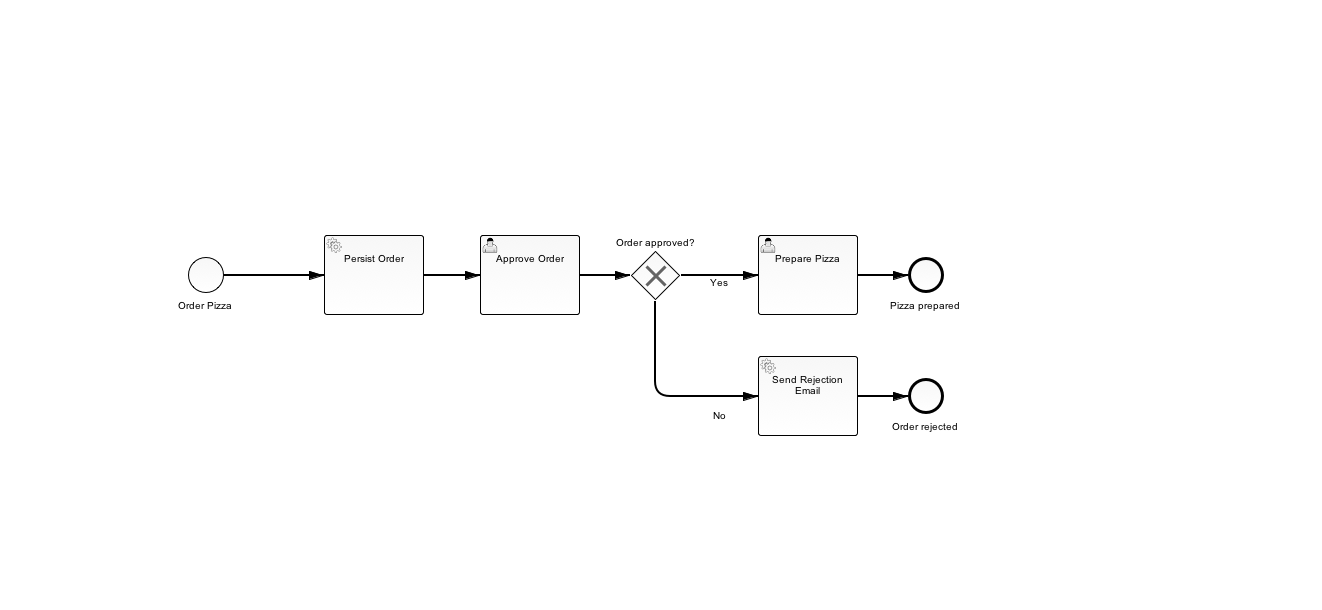 Order approved?
Persist Order
Approve Order
Prepare Pizza
Yes
Order Pizza
Pizza prepared
Send Rejection
Email
No
Order rejected